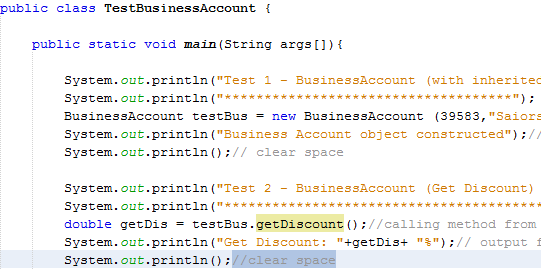 public class TestBusinessAccount {
public static void main(String args[]){
System.out.println("Test 1 - BusinessAccount (with inherited
System.out.println("************************************");
BusinessAccount testBus = new BusinessAccount (39583,"Saiors
System.out.println("Business Account object constructed");//
System.out.println();// clear space
System.out.println("Test 2 - BusinessAccount (Get Discount)
System.out.println("****************************************
double getDis = testBus.getDiscount();//calling method from
System.out.println("Get Discount: "+getDis+ "%");// output f
System.out.println();//clear space